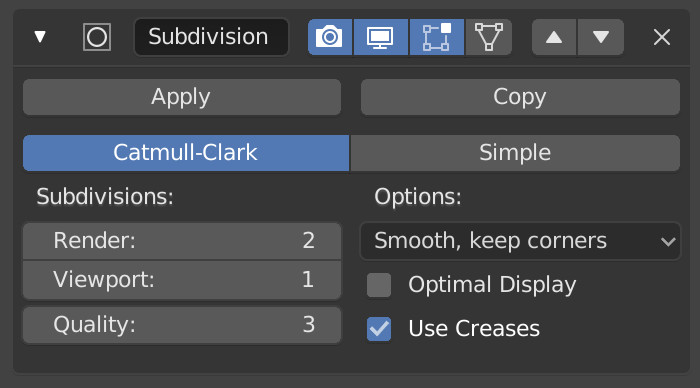 Subdivision
Apply Copy
Catmull-Clark Simple
Subdivisions: Options:
Render: 2 Smooth, keep corners
Viewport: 1 Optimal Display
Quality: 3 Use Creases